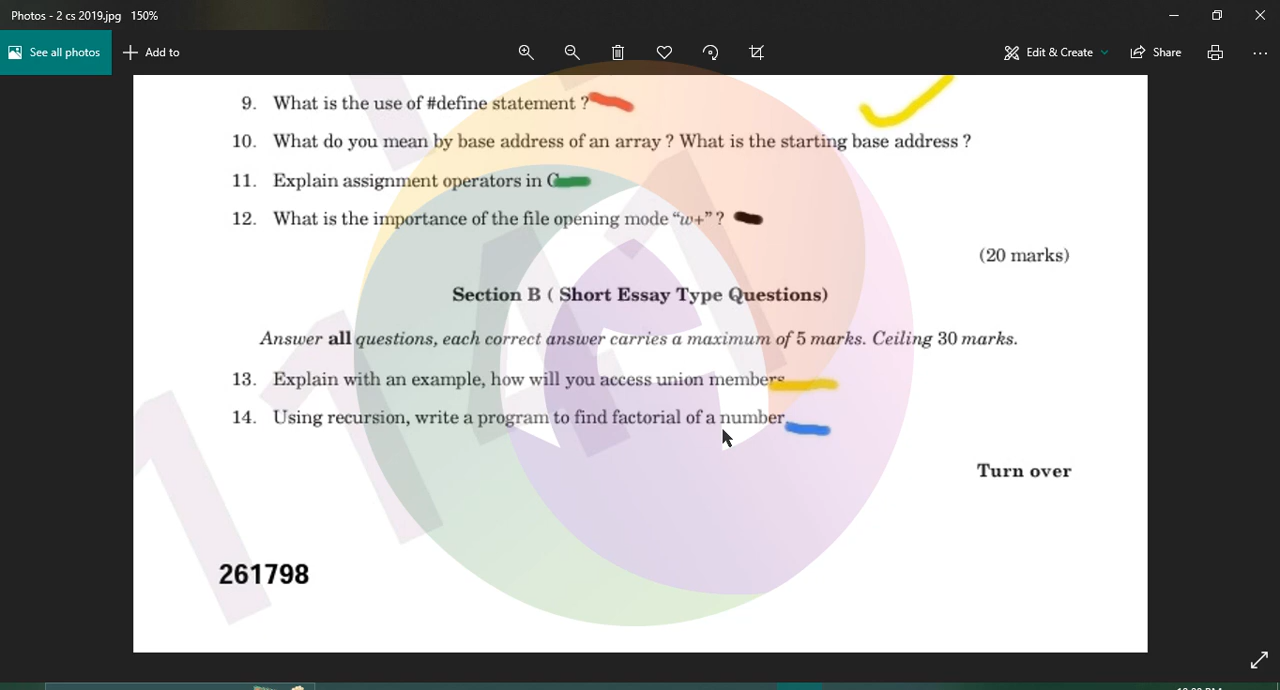 Photos - 2 cs 2019.jpg 150%
See all photos Add to Edit & Create Share
9. What is the use of #define statement ?
10. What do you mean by base address of an array ? What is the starting base address ?
11. Explain assignment operators in C
12. What is the importance of the file opening mode “w+” ?
(20 marks)
Section B ( Short Essay Type Questions)
Answer all questions, each correct answer carries a maximum of 5 marks. Ceiling 30 marks.
13. Explain with an example, how will you access union members
14. Using recursion, write a program to find factorial of a number.
Turn over
261798